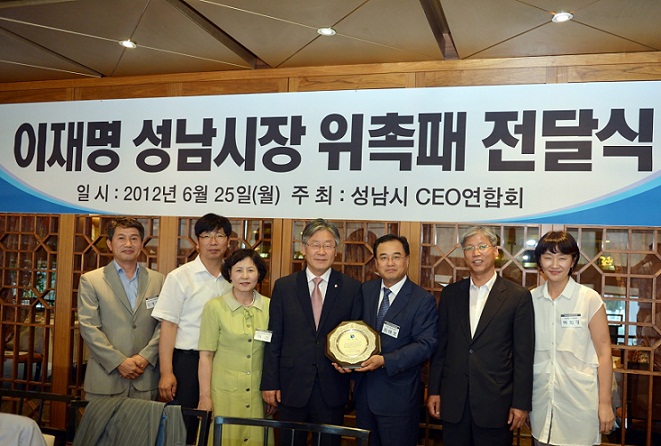 이재명 성남시장 위촉패 전달식
일 시 : 2012년 6월 25일(월)  주 최 : 성남시 CEO연합회